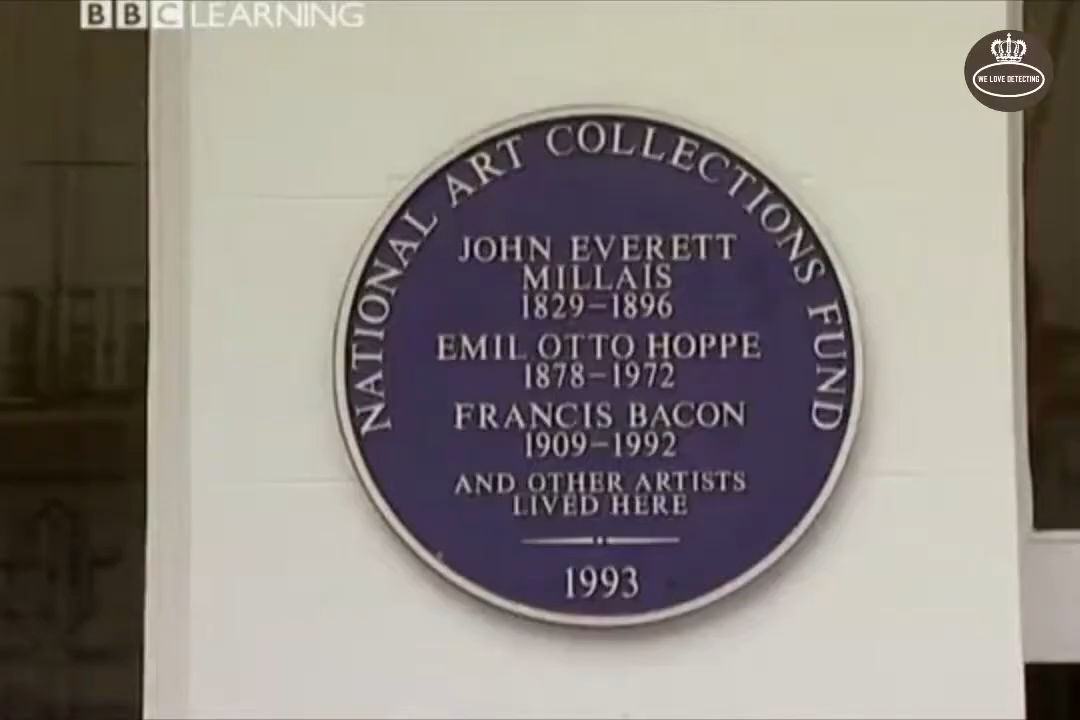 BBC LEARNING
WE LOVE DETECTING
NATIONAL ART COLLECTIONS FUND
JOHN EVERETT
MILLAIS
1829–1896
EMIL OTTO HOPPE
1878–1972
FRANCIS BACON
1909–1992
AND OTHER ARTISTS
LIVED HERE
1993